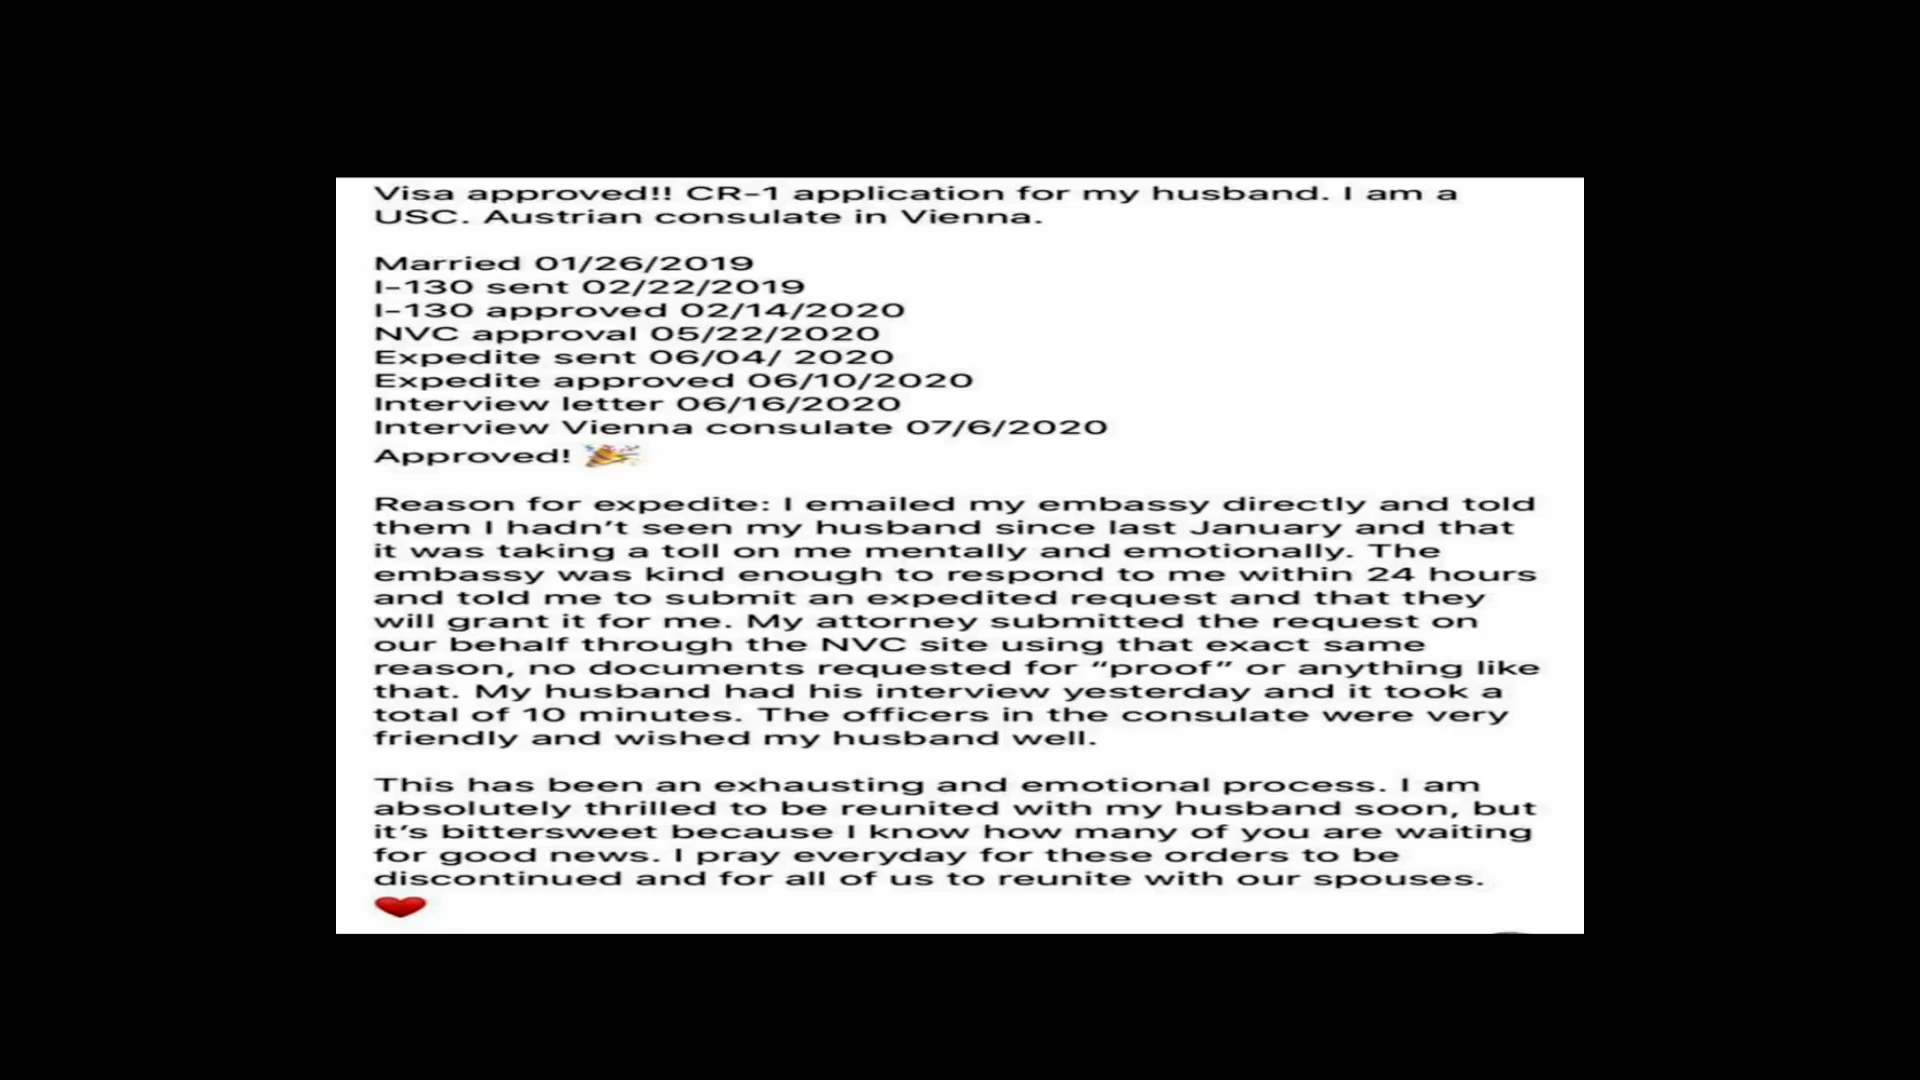 Visa approved!! CR-1 application for my husband. I am a
USC. Austrian consulate in Vienna.
Married 01/26/2019
I-130 sent 02/22/2019
I-130 approved 02/14/2020
NVC approval 05/22/2020
Expedite sent 06/04/ 2020
Expedite approved 06/10/2020
Interview letter 06/16/2020
Interview Vienna consulate 07/6/2020
Approved! 🎉
Reason for expedite: I emailed my embassy directly and told
them I hadn’t seen my husband since last January and that
it was taking a toll on me mentally and emotionally. The
embassy was kind enough to respond to me within 24 hours
and told me to submit an expedited request and that they
will grant it for me. My attorney submitted the request on
our behalf through the NVC site using that exact same
reason, no documents requested for “proof” or anything like
that. My husband had his interview yesterday and it took a
total of 10 minutes. The officers in the consulate were very
friendly and wished my husband well.
This has been an exhausting and emotional process. I am
absolutely thrilled to be reunited with my husband soon, but
it’s bittersweet because I know how many of you are waiting
for good news. I pray everyday for these orders to be
discontinued and for all of us to reunite with our spouses.
❤️